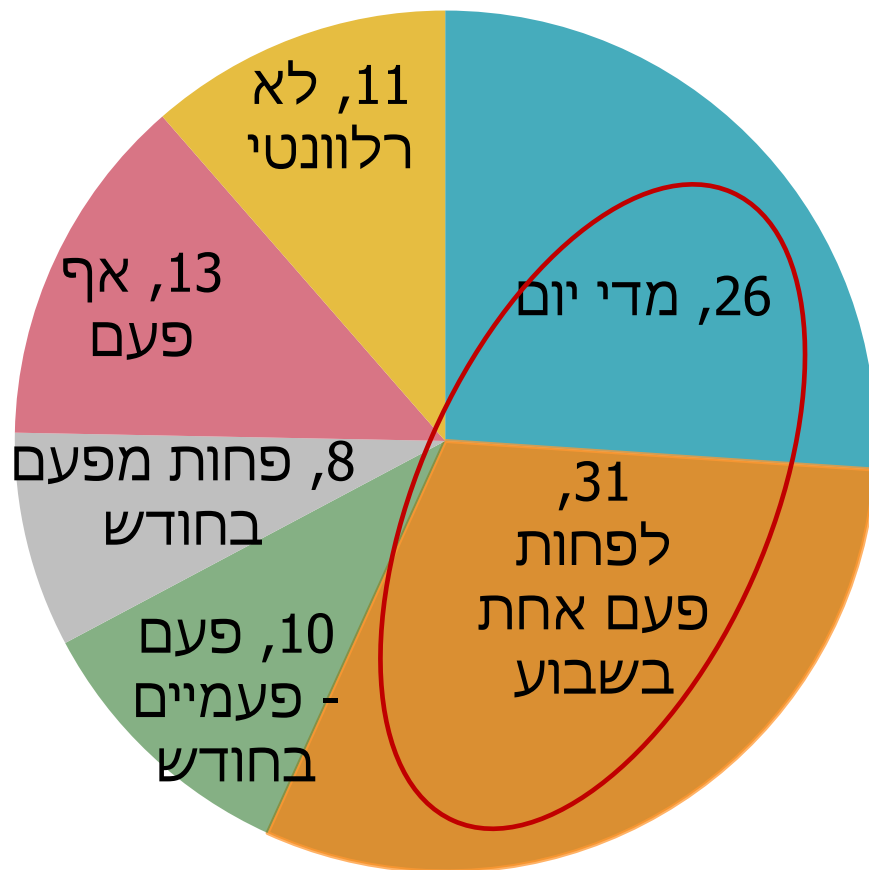 11, לא
רלוונטי
26, מדי יום
13, אף
פעם
8, פחות מפעם
בחודש
31,
לפחות
פעם אחת
בשבוע
10, פעם
- פעמיים
בחודש